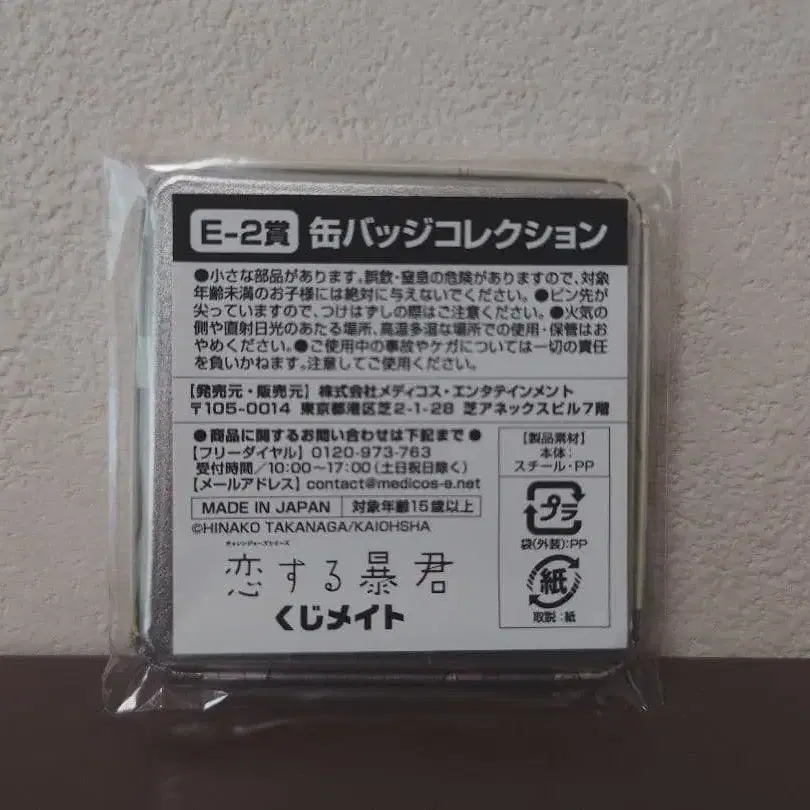 E-2賞 缶バッジコレクション
●小さな部品があります。誤飲・窒息の危険がありますので、対象
年齢未満のお子様には絶対に与えないでください。●ピン先が
尖っていますので、つけはずしの際はご注意ください。●火気の
側や直射日光のあたる場所、高温多湿な場所での使用・保管はお
やめください。●ご使用中の事故やケガについては一切の責任
を負いかねます。注意してご使用ください。
【発売元・販売元】株式会社メディコス・エンタテインメント
〒105-0014 東京都港区芝2-1-28 芝アネックスビル7階
●商品に関するお問い合わせは下記まで●
【フリーダイヤル】0120-973-763
受付時間/10:00〜17:00(土日祝日除く)
【メールアドレス】contact@medicos-e.net
MADE IN JAPAN 対象年齢15歳以上
©HINAKO TAKANAGA/KAIOHSHA
チャレンジャーズシリーズ
恋する暴君
くじメイト
【製品素材】
本体:
スチール・PP
プラ
袋(外装):PP
紙
取説:紙